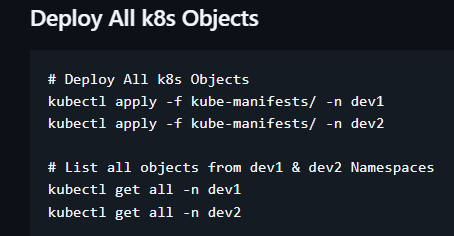 Deploy All k8s Objects
# Deploy All k8s Objects
kubectl apply -f kube-manifests/ -n dev1
kubectl apply -f kube-manifests/ -n dev2
# List all objects from dev1 & dev2 Namespaces
kubectl get all -n dev1
kubectl get all -n dev2